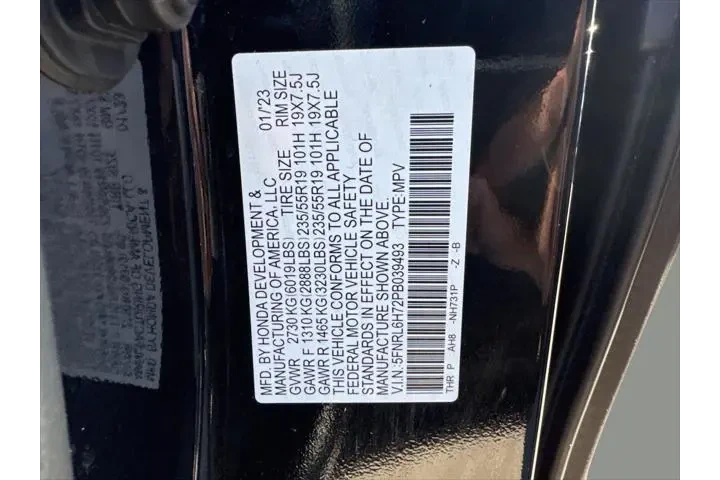 MFD. BY HONDA DEVELOPMENT &
MANUFACTURING OF AMERICA, LLC 01/'23
GVWR 2730 KG(6019LBS) TIRE SIZE RIM SIZE
GAWR F 1310 KG(2888LBS) 235/55R19 101H 19X7.5J
GAWR R 1465 KG(3230LBS) 235/55R19 101H 19X7.5J
THIS VEHICLE CONFORMS TO ALL APPLICABLE
FEDERAL MOTOR VEHICLE SAFETY
STANDARDS IN EFFECT ON THE DATE OF
MANUFACTURE SHOWN ABOVE.
V.I.N.:5FNRL6H72PB039493 TYPE:MPV
THR P AH8 -NH731P -Z -B